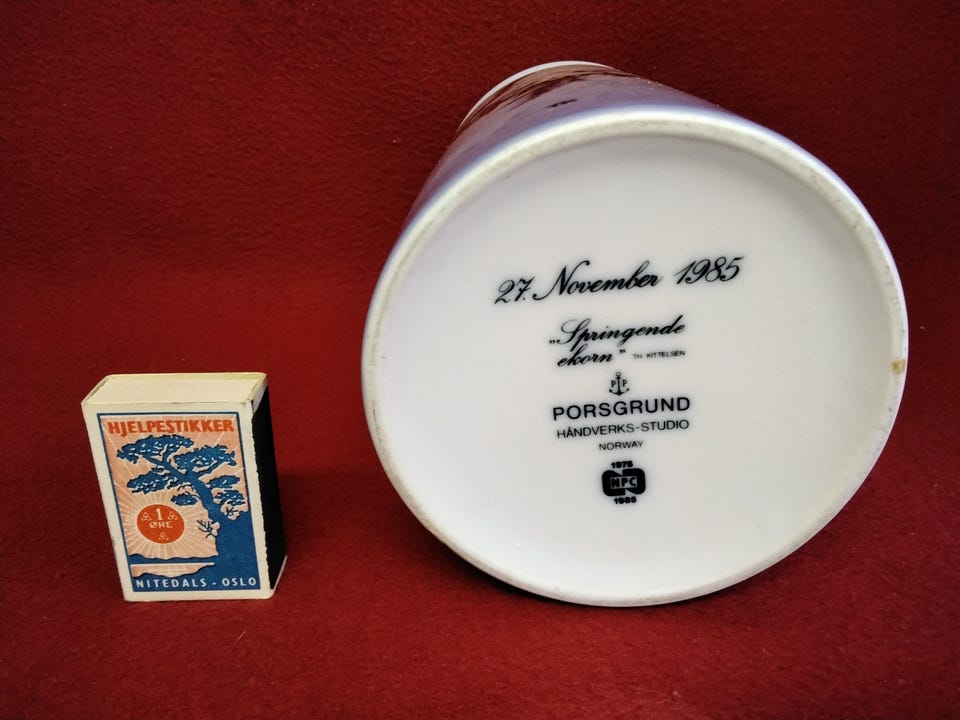 HJELPESTIKKER
1
ØRE
NITEDALS - OSLO
27. November 1985
„Springende
ekorn” TH KITTELSEN
P P
PORSGRUND
HÅNDVERKS-STUDIO
NORWAY
1975
NPC
1985